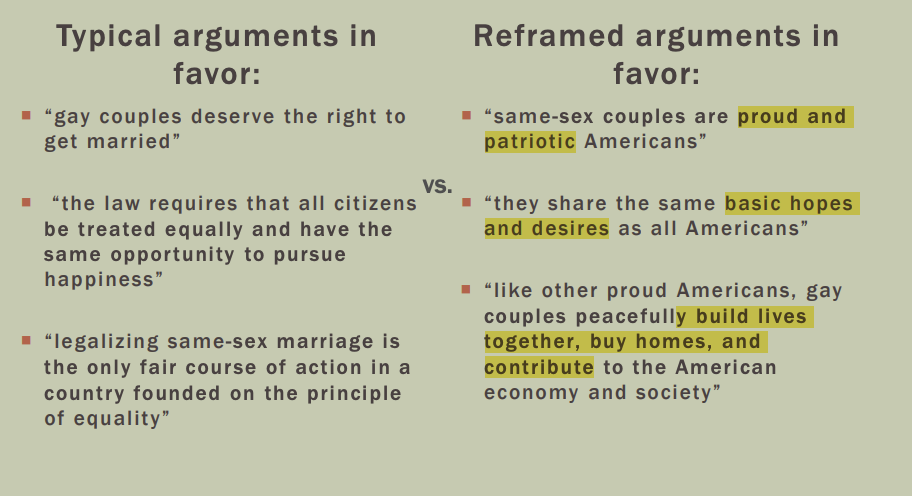 Typical arguments in
favor:
“gay couples deserve the right to
get married”
“the law requires that all citizens
be treated equally and have the
same opportunity to pursue
happiness”
“legalizing same-sex marriage is
the only fair course of action in a
country founded on the principle
of equality”
vs.
Reframed arguments in
favor:
“same-sex couples are proud and
patriotic Americans”
“they share the same basic hopes
and desires as all Americans”
“like other proud Americans, gay
couples peacefully build lives
together, buy homes, and
contribute to the American
economy and society”